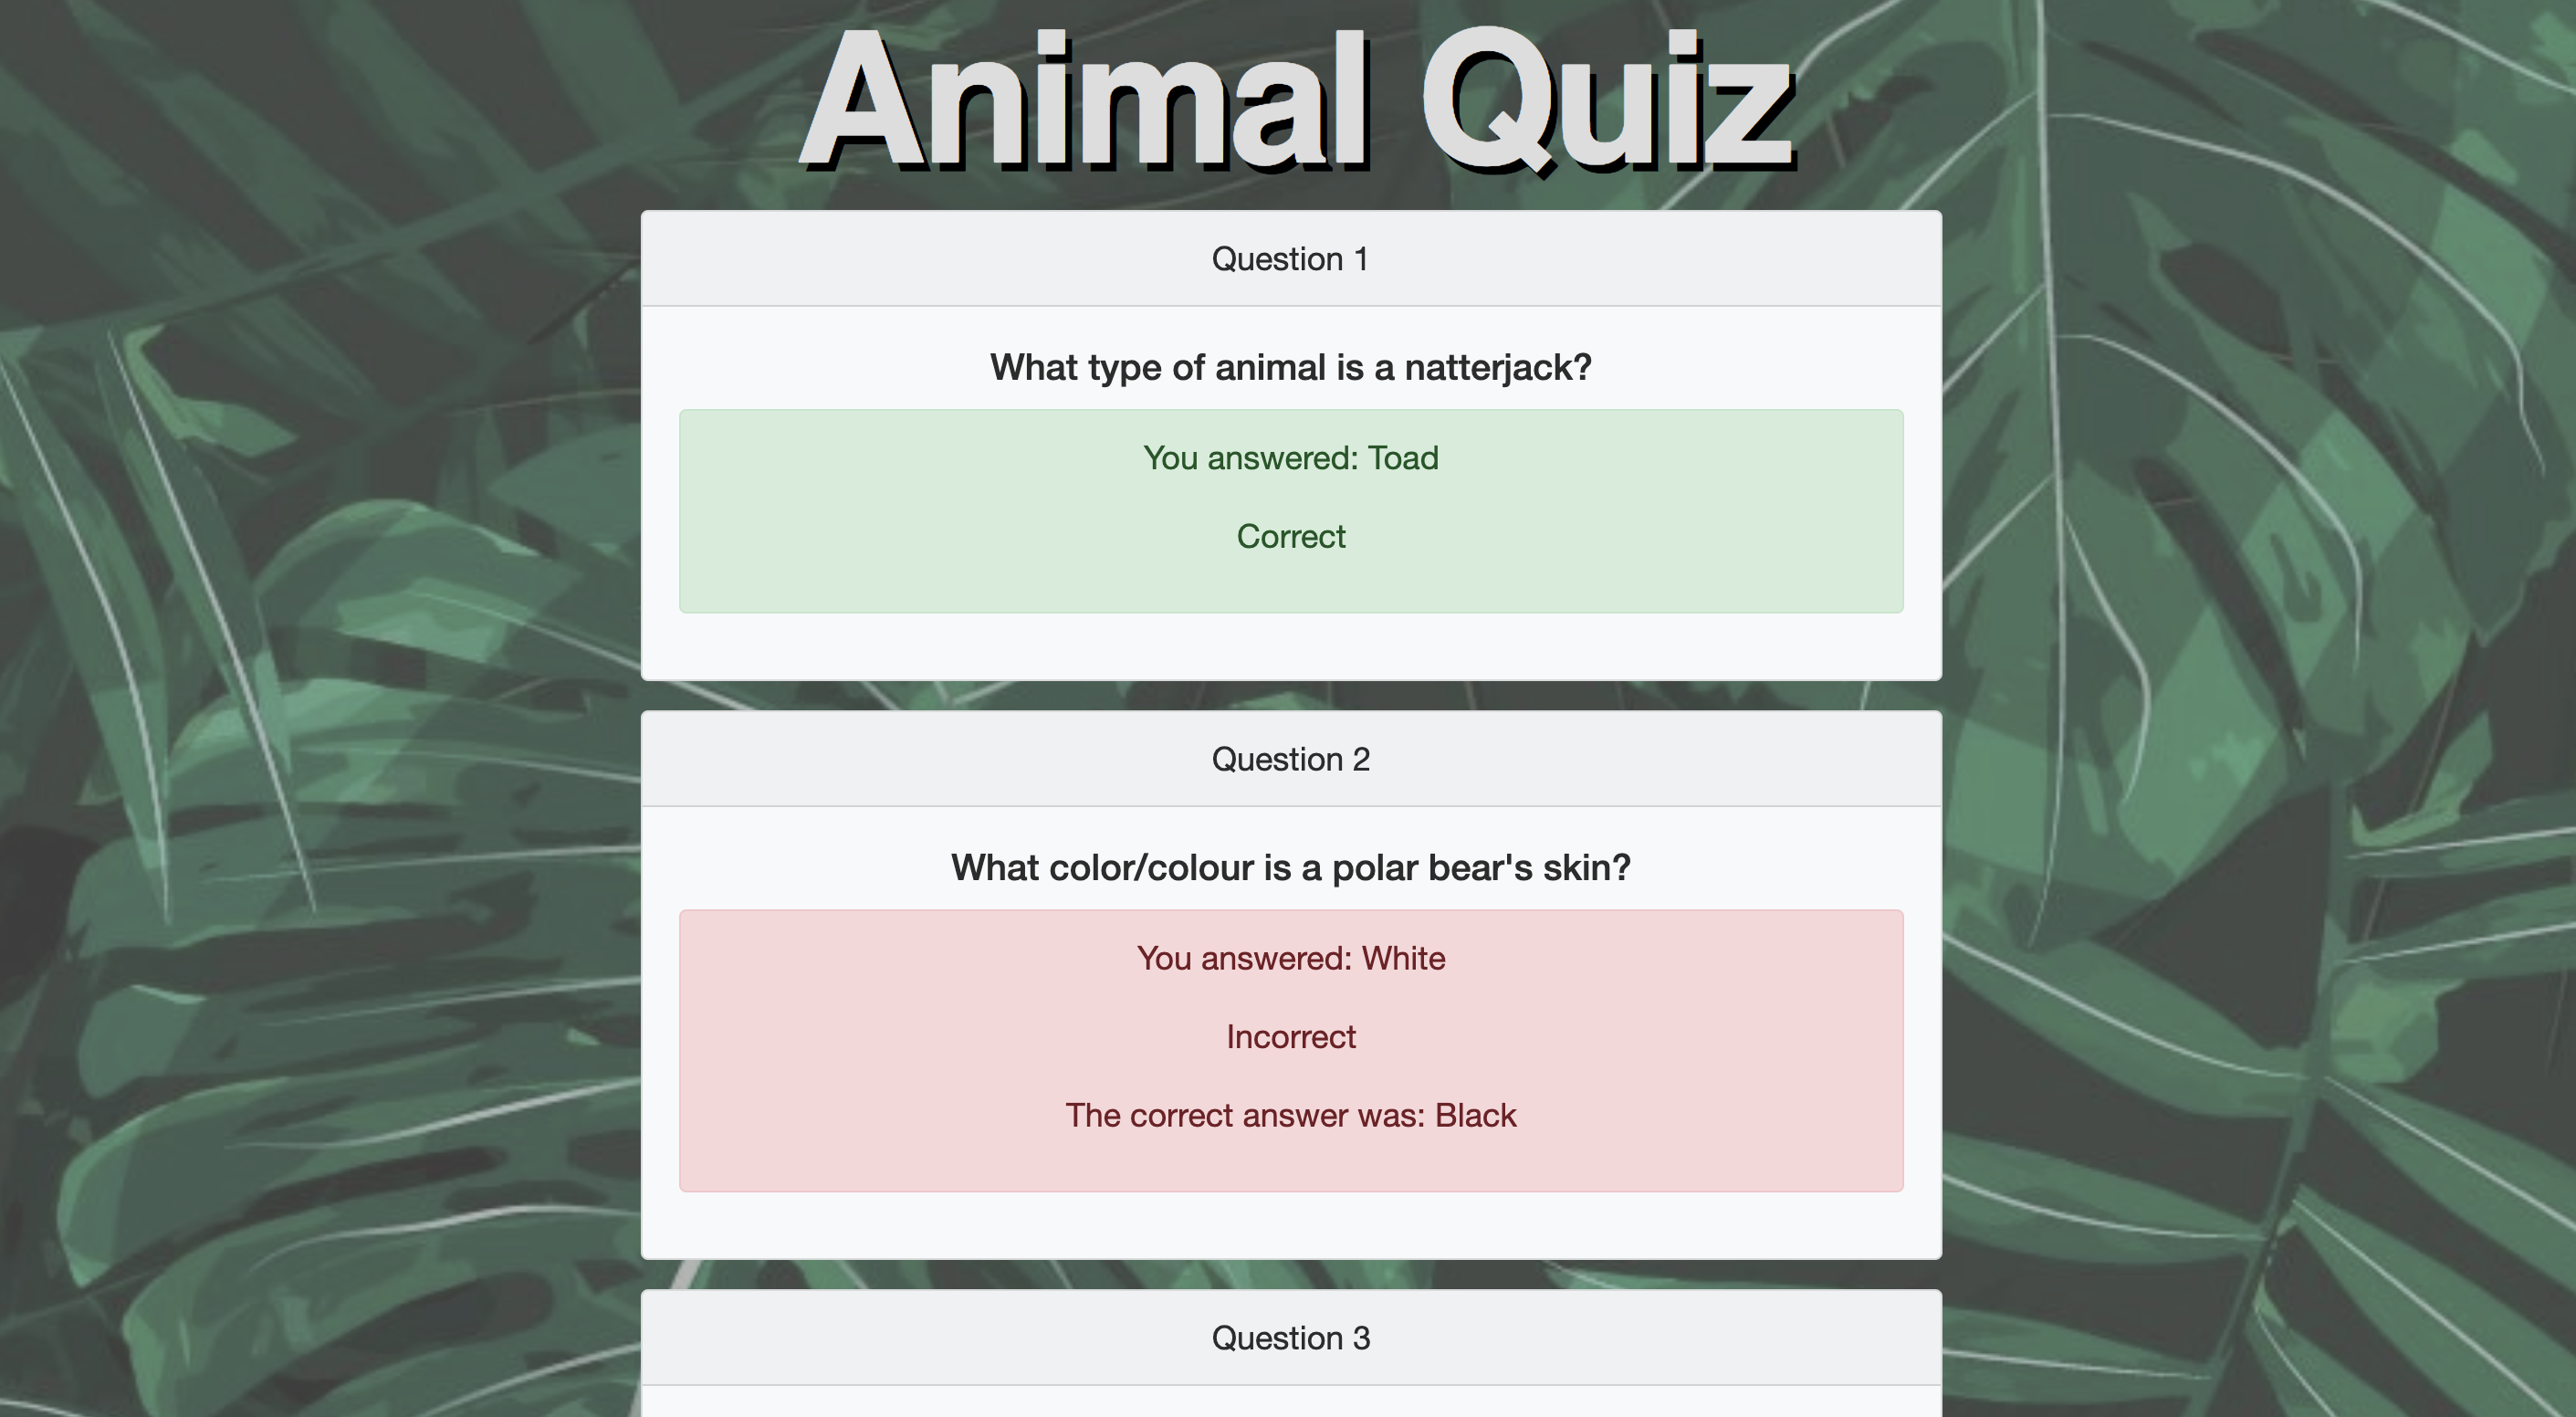 Animal Quiz
Question 1
What type of animal is a natterjack?
You answered: Toad
Correct
Question 2
What color/colour is a polar bear's skin?
You answered: White
Incorrect
The correct answer was: Black
Question 3